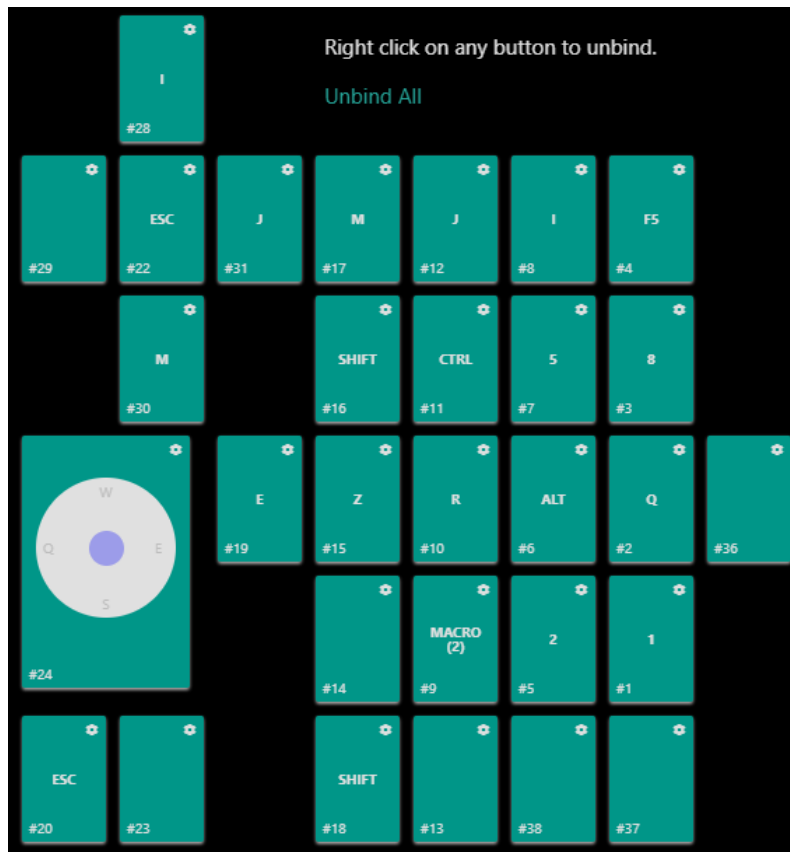 I
#28
Right click on any button to unbind.
Unbind All
#29
ESC
#22
J
#31
M
#17
J
#12
I
#8
F5
#4
M
#30
SHIFT
#16
CTRL
#11
5
#7
8
#3
W
Q
E
S
#24
E
#19
Z
#15
R
#10
ALT
#6
Q
#2
#36
#14
MACRO
(2)
#9
2
#5
1
#1
ESC
#20
#23
SHIFT
#18
#13
#38
#37